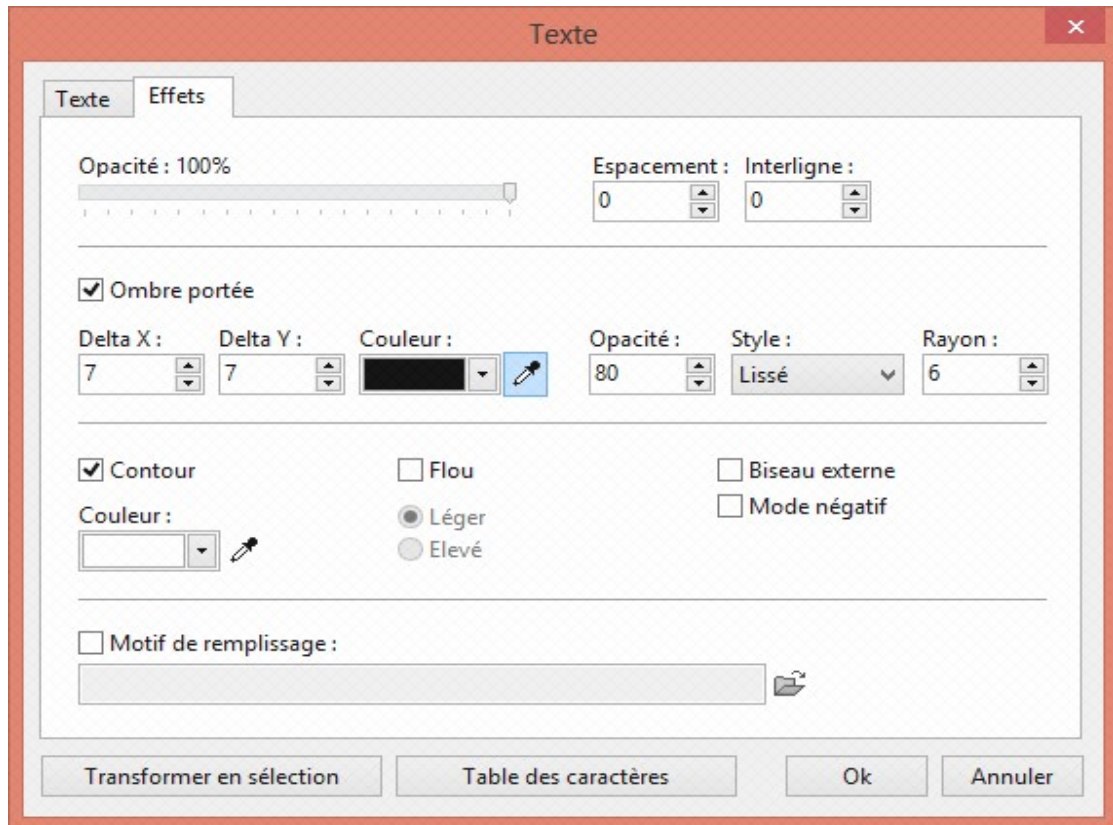 Texte
Texte Effets
Opacité : 100% Espacement : Interligne :
0 0
Ombre portée
Delta X : Delta Y : Couleur : Opacité : Style : Rayon :
7 7 80 Lissé 6
Contour Flou Biseau externe
Couleur : Léger Mode négatif
Elevé
Motif de remplissage :
Transformer en sélection Table des caractères Ok Annuler